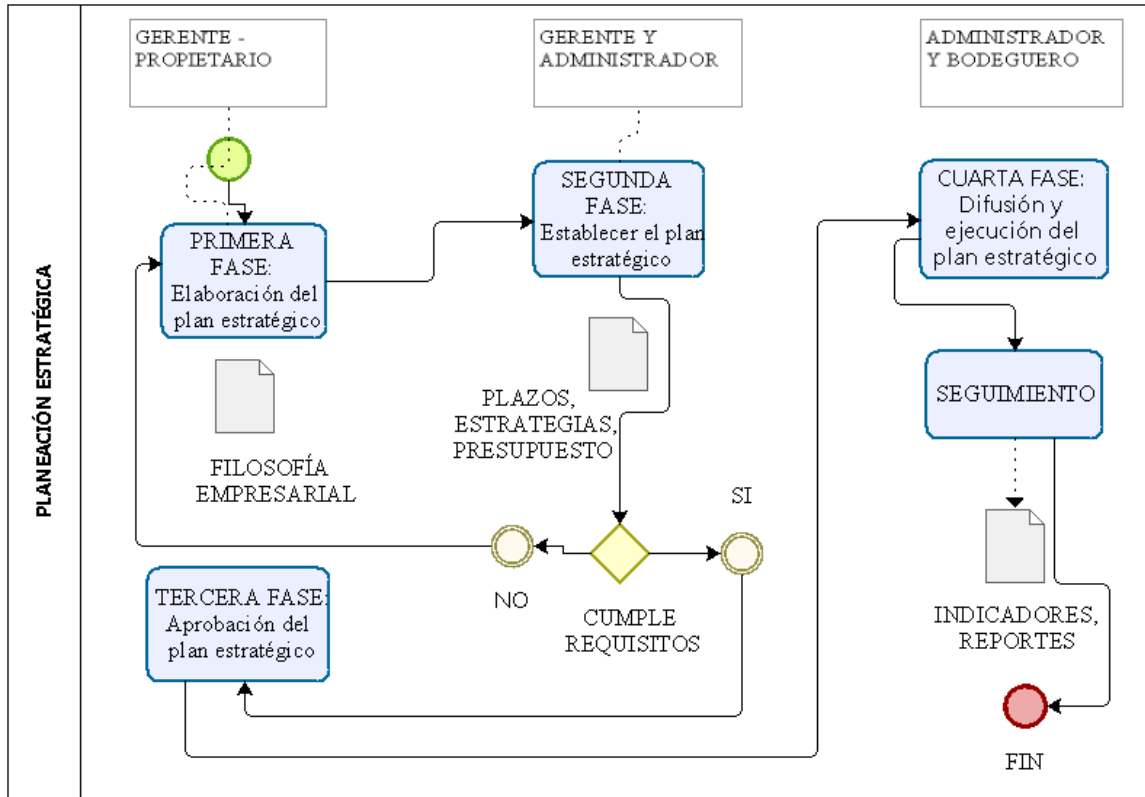 PLANEACIÓN ESTRATÉGICA
GERENTE -
PROPIETARIO
GERENTE Y
ADMINISTRADOR
ADMINISTRADOR
Y BODEGUERO
PRIMERA
FASE:
Elaboración del
plan estratégico
SEGUNDA
FASE:
Establecer el plan
estratégico
CUARTA FASE:
Difusión y
ejecución del
plan estratégico
FILOSOFÍA
EMPRESARIAL
PLAZOS,
ESTRATEGIAS,
PRESUPUESTO
SEGUIMIENTO
SI
NO
CUMPLE
REQUISITOS
TERCERA FASE:
Aprobación del
plan estratégico
INDICADORES,
REPORTES
FIN